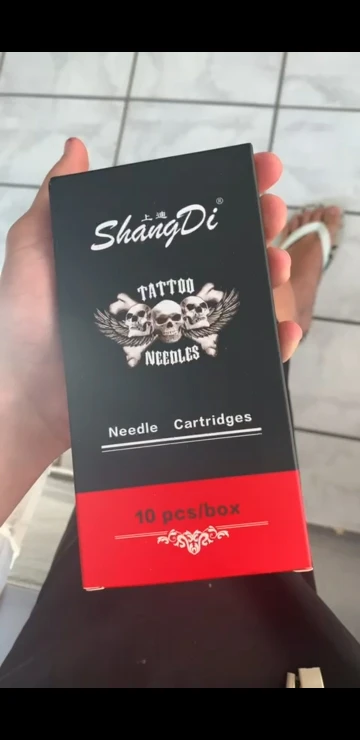 上迪
ShangDi®
TATTOO
NEEDLES
Needle Cartridges
10 pcs/box